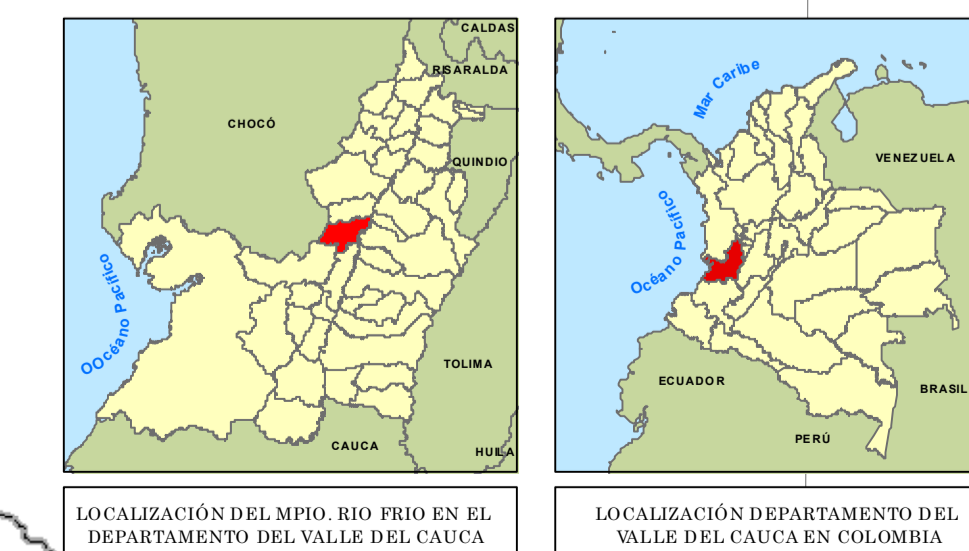 CALDAS
RISARALDA
CHOCÓ
QUINDIO
OOcéano Pacífico
TOLIMA
CAUCA
HUILA
LOCALIZACIÓN DEL MPIO. RIO FRIO EN EL
DEPARTAMENTO DEL VALLE DEL CAUCA
Mar Caribe
VENEZUELA
Océano Pacífico
ECUADOR
BRASIL
PERÚ
LOCALIZACIÓN DEPARTAMENTO DEL
VALLE DEL CAUCA EN COLOMBIA